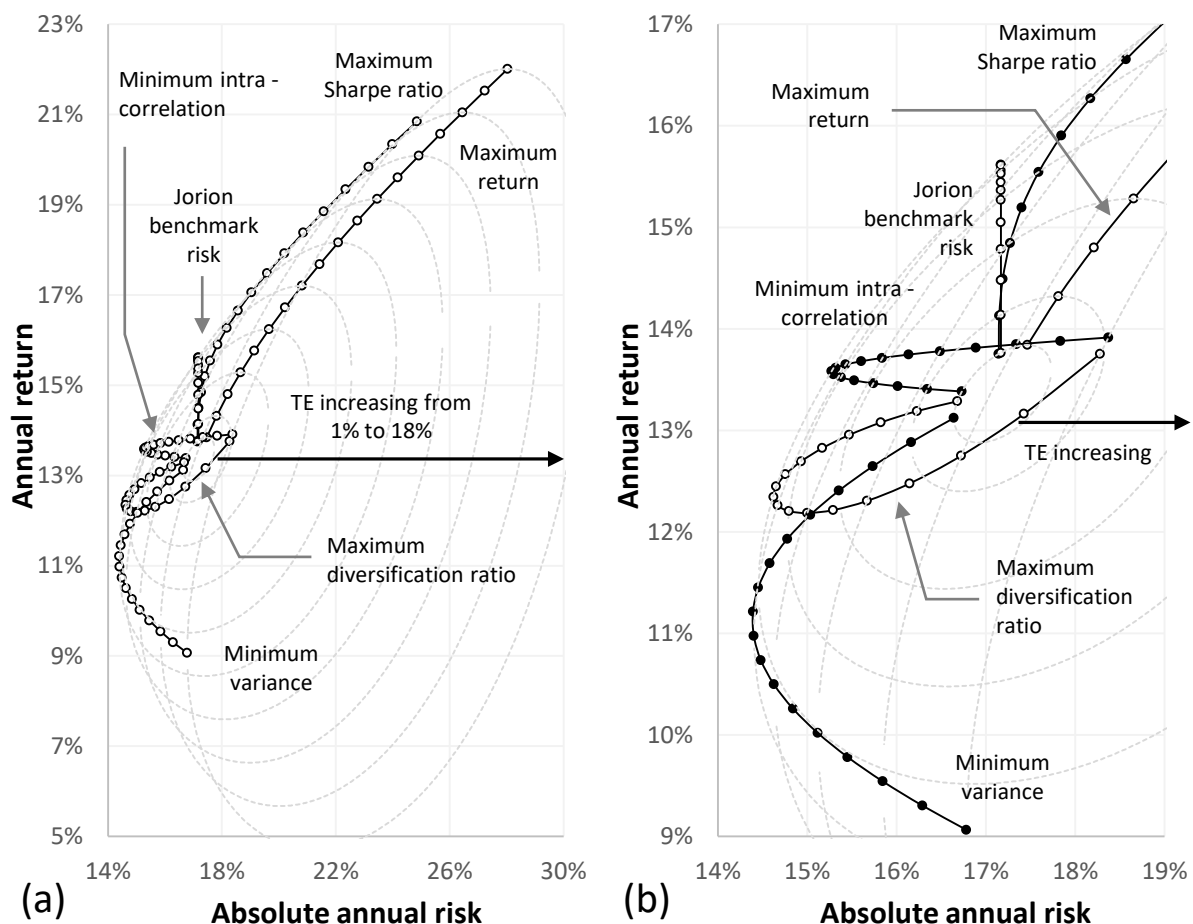 23%
21%
19%
17%
15%
13%
11%
9%
7%
5%
Annual return
Minimum intra -
correlation
Maximum
Sharpe ratio
Jorion
benchmark
risk
Maximum
return
TE increasing from
1% to 18%
Maximum
diversification ratio
Minimum
variance
14%
18%
22%
26%
30%
(a)
Absolute annual risk
17%
16%
15%
14%
13%
12%
11%
10%
9%
Annual return
Maximum
Sharpe ratio
Maximum
return
Jorion
benchmark
risk
Minimum intra -
correlation
TE increasing
Maximum
diversification
ratio
Minimum
variance
14%
15%
16%
17%
18%
19%
(b)
Absolute annual risk